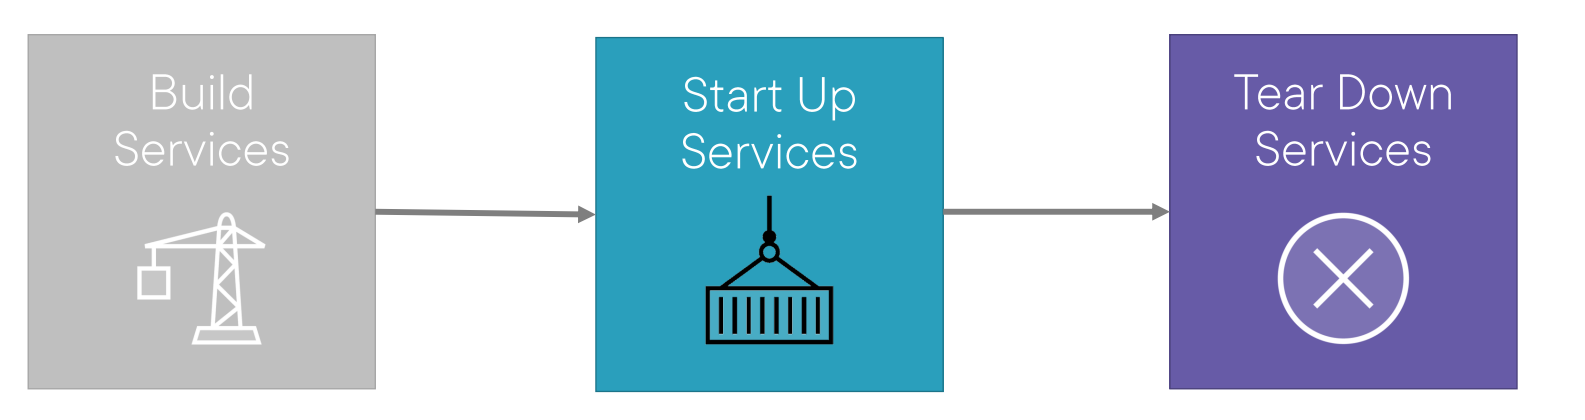 Build
Services
Start Up
Services
Tear Down
Services